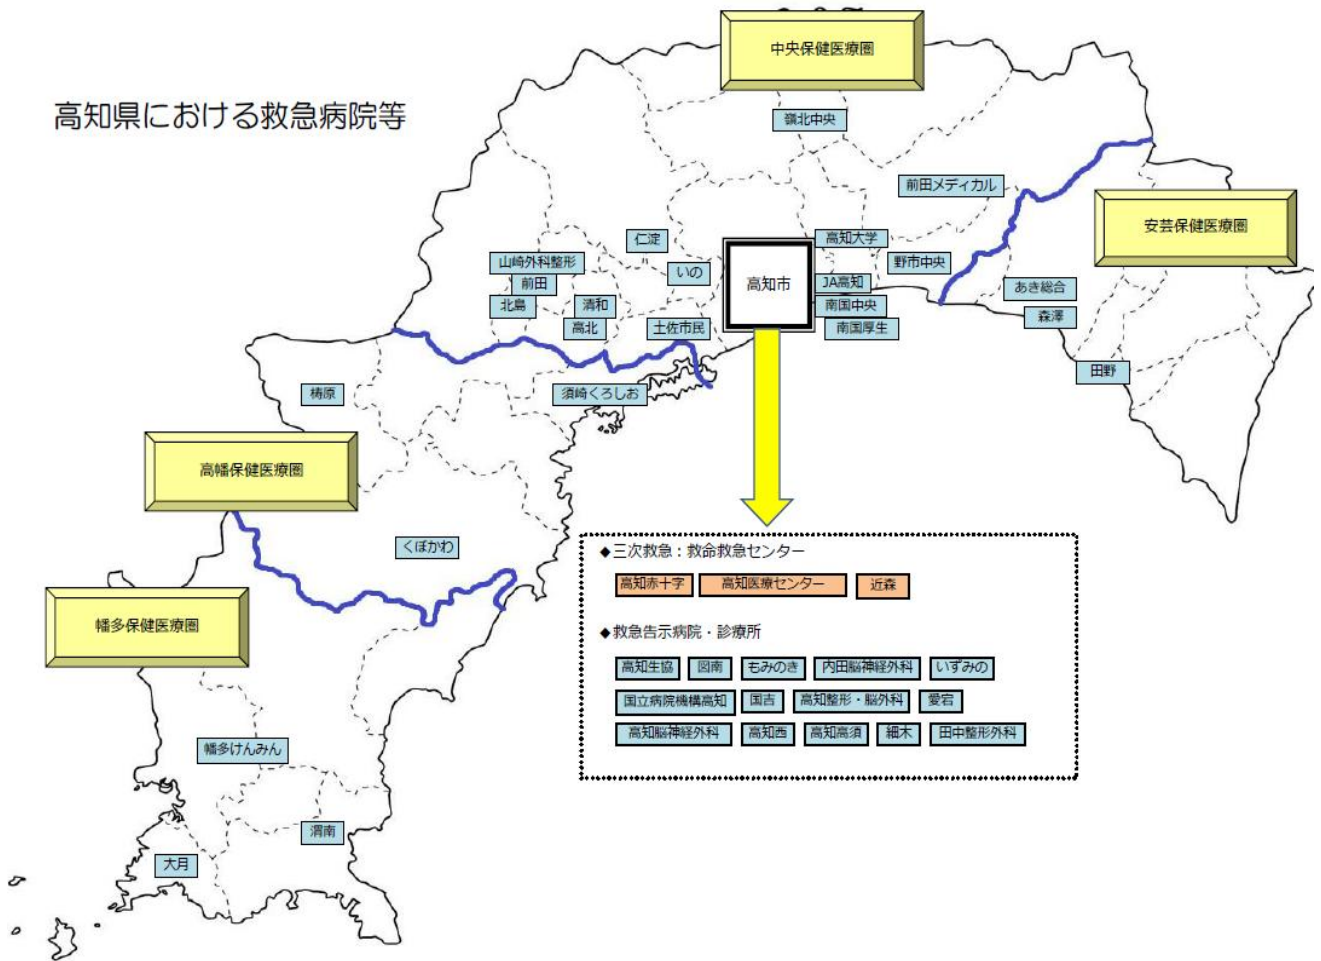 中央保健医療圏
高知県における救急病院等
嶺北中央
前田メディカル
安芸保健医療圏
仁淀
高知大学
山崎外科整形
いの
野市中央
前田
高知市
JA高知
あき総合
北島
清和
南国中央
森澤
高北
土佐市民
南国厚生
田野
梼原
須崎くろしお
高幡保健医療圏
くぼかわ
◆三次救急：救命救急センター
高知赤十字 高知医療センター 近森
幡多保健医療圏
◆救急告示病院・診療所
高知生協 図南 もみのき 内田脳神経外科 いずみの
国立病院機構高知 国吉 高知整形・脳外科 愛宕
高知脳神経外科 高知西 高知高須 細木 田中整形外科
幡多けんみん
渭南
大月